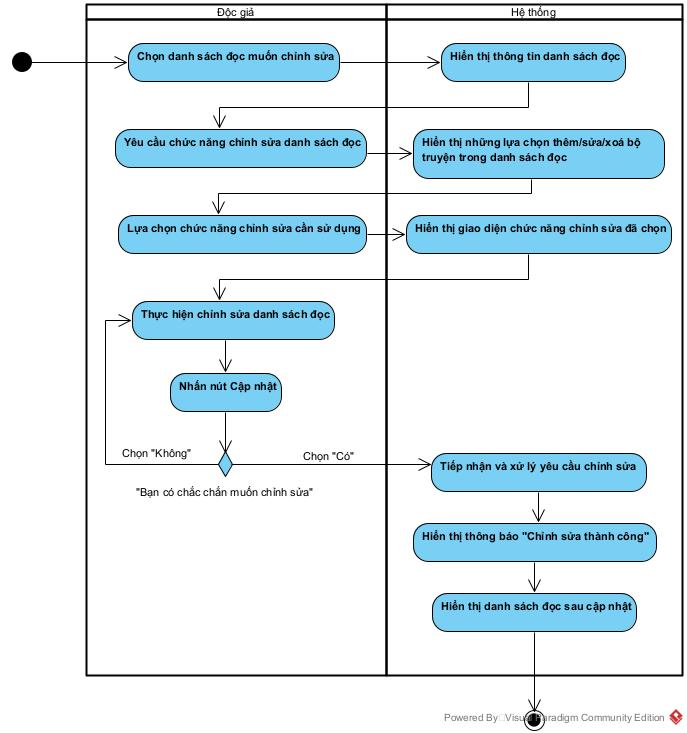 Độc giả
Hệ thống
Chọn danh sách đọc muốn chỉnh sửa
Hiển thị thông tin danh sách đọc
Yêu cầu chức năng chỉnh sửa danh sách đọc
Hiển thị những lựa chọn thêm/sửa/xoá bộ
truyện trong danh sách đọc
Lựa chọn chức năng chỉnh sửa cần sử dụng
Hiển thị giao diện chức năng chỉnh sửa đã chọn
Thực hiện chỉnh sửa danh sách đọc
Nhấn nút Cập nhật
Chọn "Không"
Chọn "Có"
"Bạn có chắc chắn muốn chỉnh sửa"
Tiếp nhận và xử lý yêu cầu chỉnh sửa
Hiển thị thông báo "Chỉnh sửa thành công"
Hiển thị danh sách đọc sau cập nhật
Powered By Visual Paradigm Community Edition